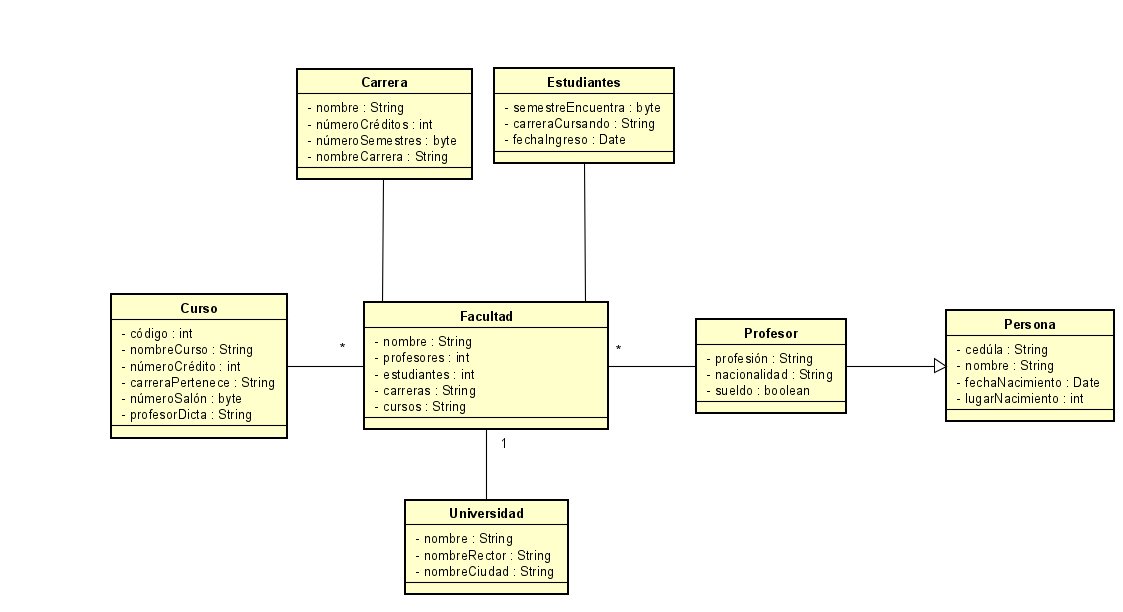 Carrera
- nombre : String
- númeroCréditos : int
- númeroSemestres : byte
- nombreCarrera : String
Estudiantes
- semestreEncuentra : byte
- carreraCursando : String
- fechaIngreso : Date
Curso
- código : int
- nombreCurso : String
- númeroCrédito : int
- carreraPertenece : String
- númeroSalón : byte
- profesorDicta : String
*
Facultad
- nombre : String
- profesores : int
- estudiantes : int
- carreras : String
- cursos : String
*
Profesor
- profesión : String
- nacionalidad : String
- sueldo : boolean
Persona
- cedúla : String
- nombre : String
- fechaNacimiento : Date
- lugarNacimiento : int
1
Universidad
- nombre : String
- nombreRector : String
- nombreCiudad : String